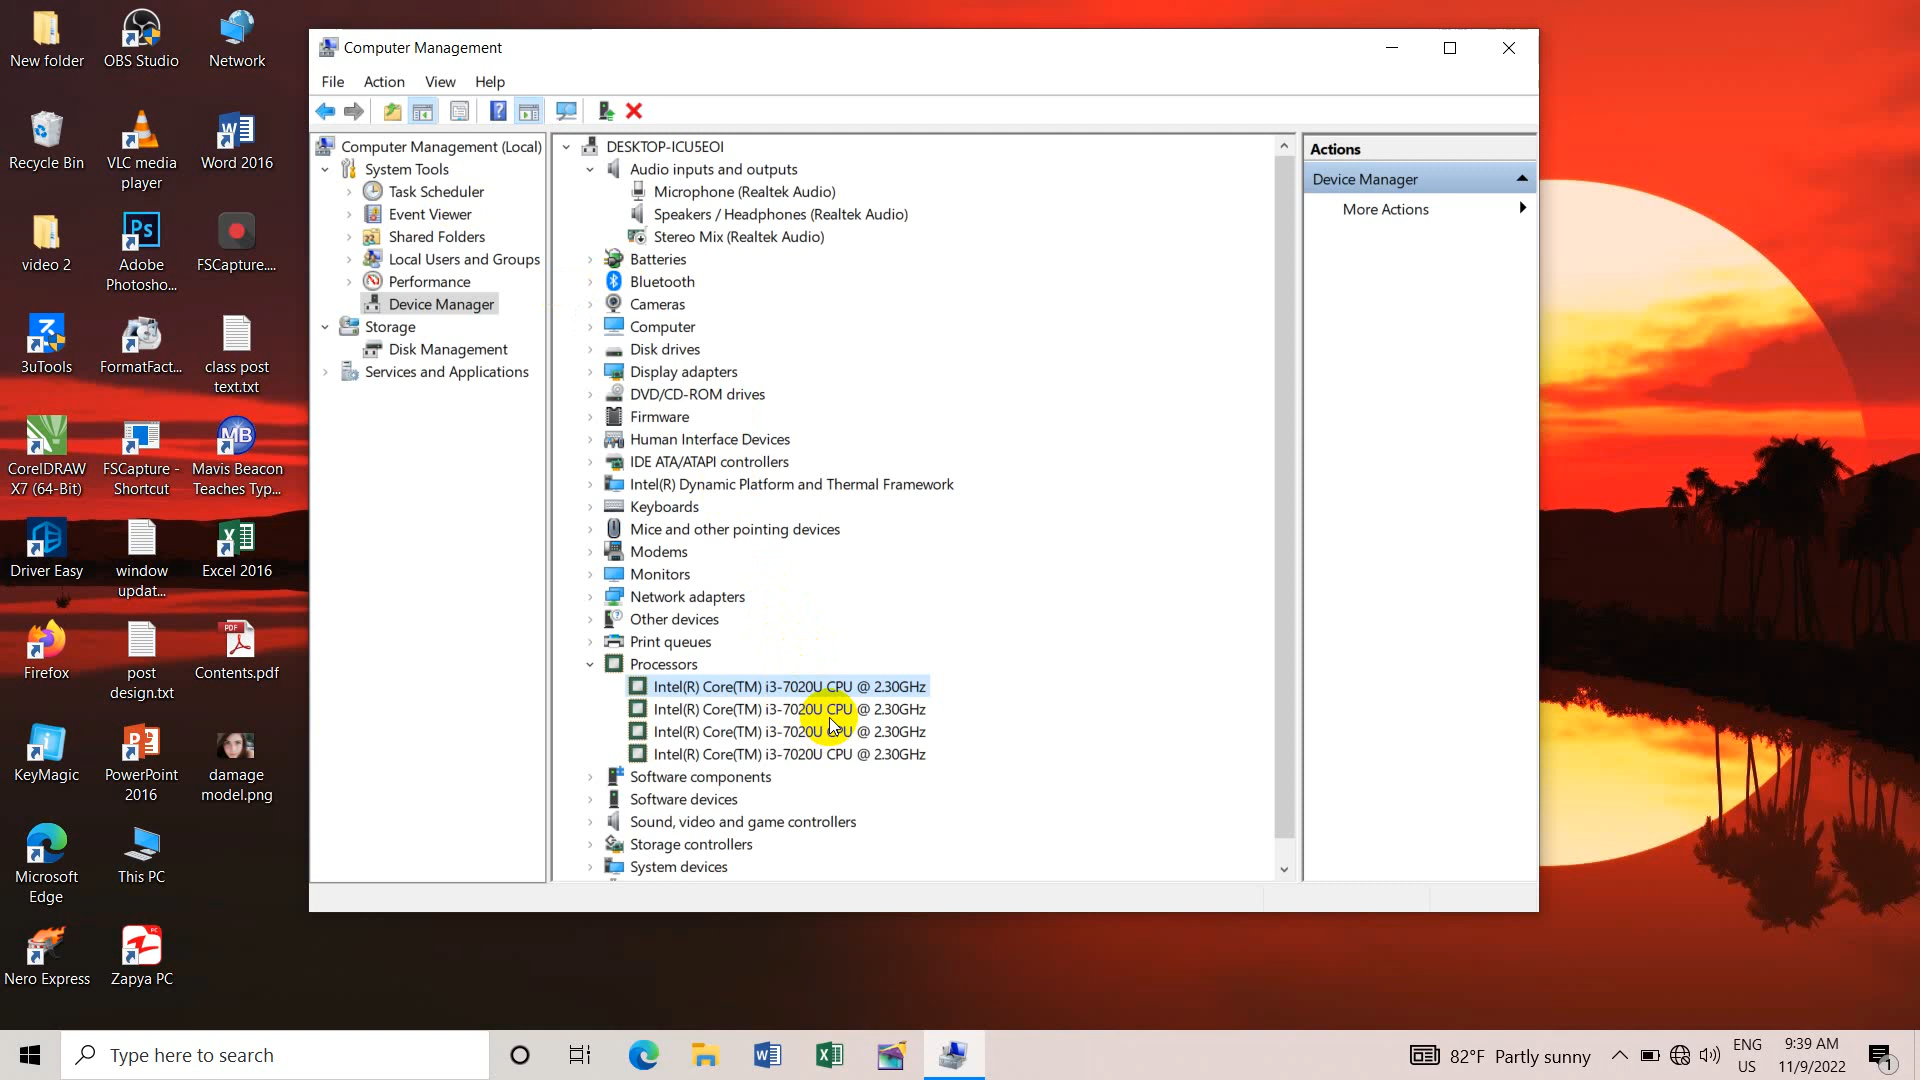 New folder
OBS Studio
Network
Recycle Bin
VLC media
player
Word 2016
video 2
Adobe
Photosho...
FSCapture....
3uTools
FormatFact...
class post
text.txt
CorelDRAW
X7 (64-Bit)
FSCapture -
Shortcut
Mavis Beacon
Teaches Typ...
Driver Easy
window
updat...
Excel 2016
Firefox
post
design.txt
Contents.pdf
KeyMagic
PowerPoint
2016
damage
model.png
Microsoft
Edge
This PC
Nero Express
Zapya PC
Computer Management
File Action View Help
Computer Management (Local)
System Tools
Task Scheduler
Event Viewer
Shared Folders
Local Users and Groups
Performance
Device Manager
Storage
Disk Management
Services and Applications
DESKTOP-ICU5EOI
Audio inputs and outputs
Microphone (Realtek Audio)
Speakers / Headphones (Realtek Audio)
Stereo Mix (Realtek Audio)
Batteries
Bluetooth
Cameras
Computer
Disk drives
Display adapters
DVD/CD-ROM drives
Firmware
Human Interface Devices
IDE ATA/ATAPI controllers
Intel(R) Dynamic Platform and Thermal Framework
Keyboards
Mice and other pointing devices
Modems
Monitors
Network adapters
Other devices
Print queues
Processors
Intel(R) Core(TM) i3-7020U CPU @ 2.30GHz
Intel(R) Core(TM) i3-7020U CPU @ 2.30GHz
Intel(R) Core(TM) i3-7020U CPU @ 2.30GHz
Intel(R) Core(TM) i3-7020U CPU @ 2.30GHz
Software components
Software devices
Sound, video and game controllers
Storage controllers
System devices
Actions
Device Manager
More Actions
Type here to search
82°F Partly sunny
ENG
US
9:39 AM
11/9/2022
1